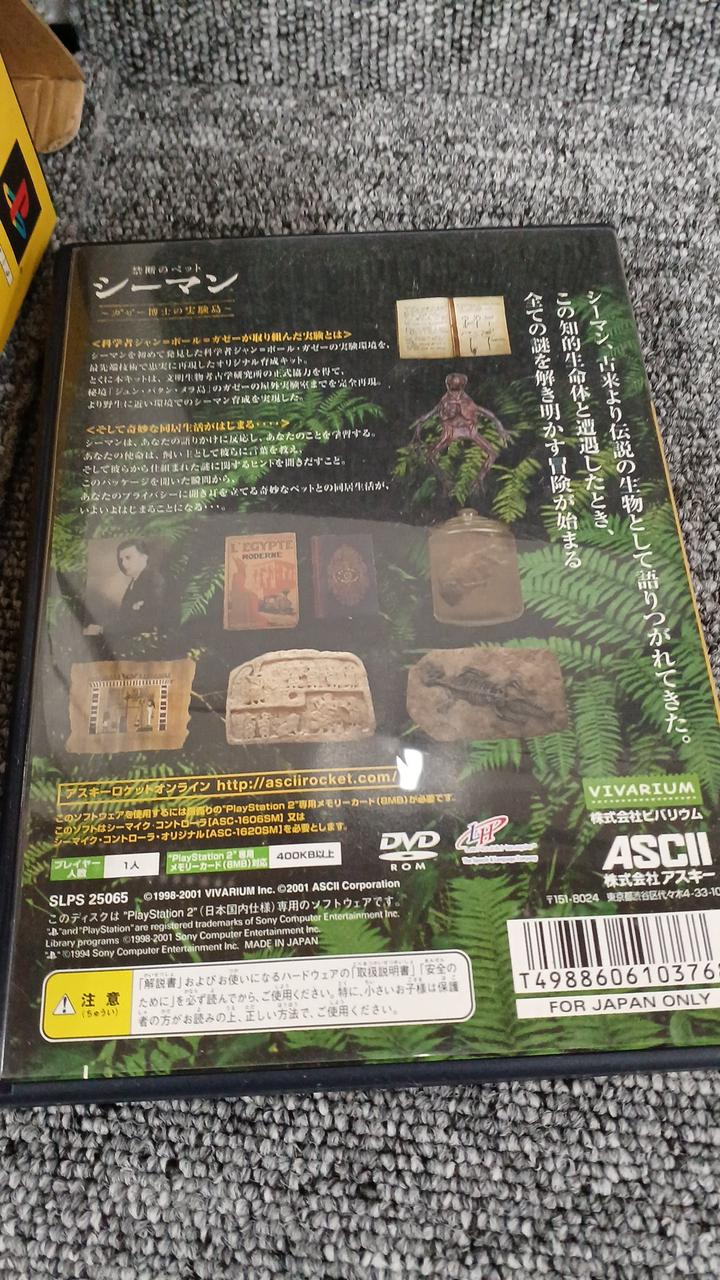 禁断のペット
シーマン
～ガゼー博士の実験島～
<科学者ジャン=ポール=ガゼーが取り組んだ実験とは>
シーマンを初めて発見した科学者ジャン=ポール・ガゼーの実験環境を、
最先端技術で忠実に再現したオリジナル育成キット。
とくに本キットは、文明生物考古学研究所の正式協力を得て、
秘境「ジュン・バタン・メラム」のガゼーの屋外実験室までを完全再現。
より野生に近い環境でのシーマン育成を実現した。
<そして奇妙な同居生活がはじまる・・・・>
シーマンは、あなたの語りかけに反応し、あなたのことを学習する。
あなたの使命は、飼い主として彼らに言葉を教え、
そして彼らから仕組まれた謎に関するヒントを聞きだすこと。
このパッケージを開いた瞬間から、
あなたのプライバシーに聞き耳を立てる奇妙なペットとの同居生活が、
いよいよはじまることになる・・・。
シーマン、古来より伝説の生物として語りつがれてきた。
この知的生命体と遭遇したとき、
全ての謎を解き明かす冒険が始まる
L'EGYPTE
MODERNE
アスキーロケットオンライン http://asciirocket.com/
このソフトウェアを使用するには別売りの"PlayStation 2"専用メモリーカード(8MB)が必要です。
このソフトはシーマイク・コントローラ[ASC-1606SM] 又は
シーマイク・コントローラ・オリジナル[ASC-1620SM]を必要とします。
プレイヤー人数 1人
"PlayStation 2"専用メモリーカード(8MB)対応 400KB以上
DVD
ROM
LH
VIVARIUM
株式会社ビバリウム
ASCII
株式会社アスキー
〒151-8024 東京都渋谷区代々木4-33-10
SLPS 25065 ©1998-2001 VIVARIUM Inc. ©2001 ASCII Corporation
このディスクは "PlayStation 2" (日本国内仕様) 専用のソフトウェアです。
" "and"PlayStation"are registered trademarks of Sony Computer Entertainment Inc.
Library programs ©1998-2001 Sony Computer Entertainment Inc.
" "©1994 Sony Computer Entertainment Inc. MADE IN JAPAN
注意
(ちゅうい)
「解説書」およびお使いになるハードウェアの「取扱説明書」「安全の
ために」を必ず読んでから、ご使用ください。特に、小さいお子様は保護
者の方がお読みの上、正しい方法で、ご使用ください。
T4988606103762
FOR JAPAN ONLY